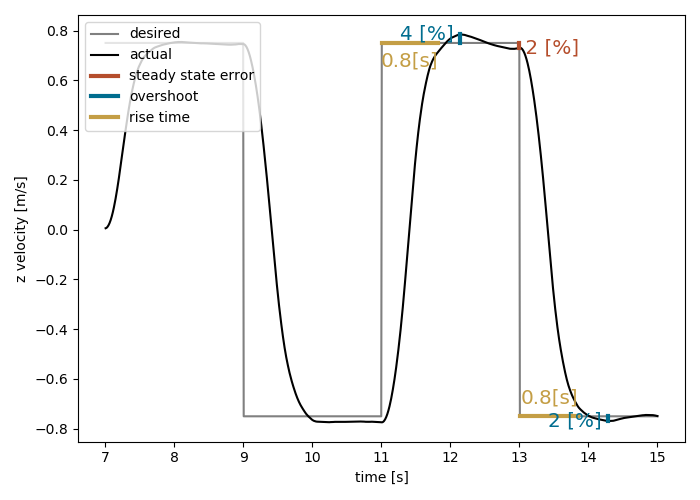 desired
actual
steady state error
overshoot
rise time
4 [%]
2 [%]
0.8[s]
0.8[s]
2 [%]
z velocity [m/s]
0.8
0.6
0.4
0.2
0.0
−0.2
−0.4
−0.6
−0.8
7 8 9 10 11 12 13 14 15
time [s]